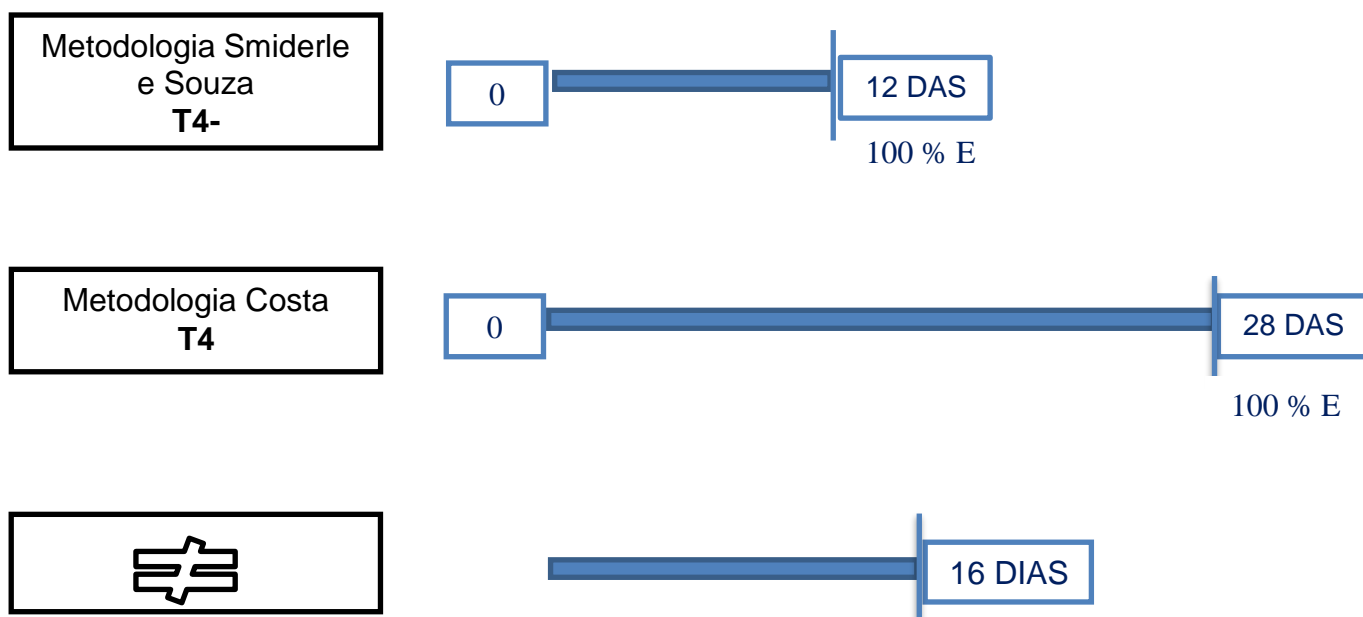 Metodologia Smiderle
e Souza
T4-
0
12 DAS
100 % E
Metodologia Costa
T4
0
28 DAS
100 % E
≠
16 DIAS